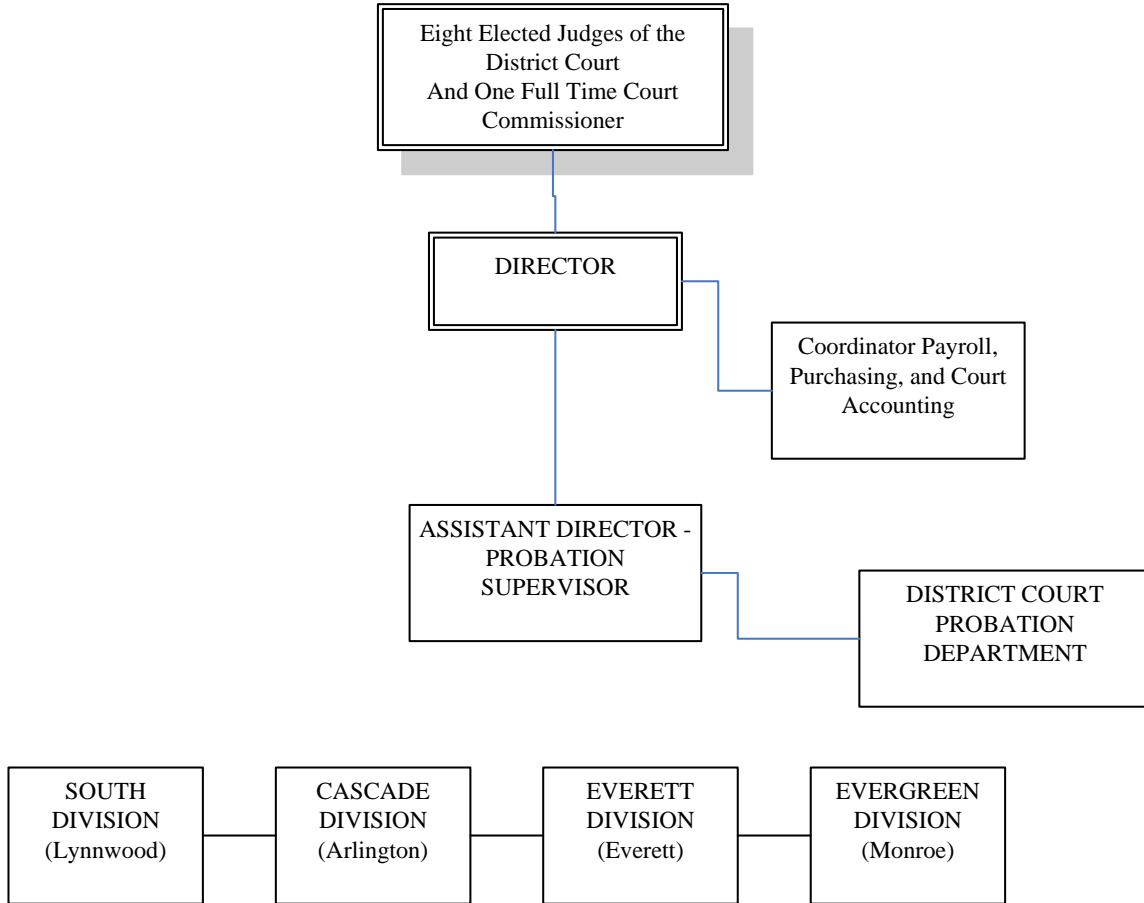 Eight Elected Judges of the
District Court
And One Full Time Court
Commissioner
DIRECTOR
Coordinator Payroll,
Purchasing, and Court
Accounting
ASSISTANT DIRECTOR -
PROBATION
SUPERVISOR
DISTRICT COURT
PROBATION
DEPARTMENT
SOUTH
DIVISION
(Lynnwood)
CASCADE
DIVISION
(Arlington)
EVERETT
DIVISION
(Everett)
EVERGREEN
DIVISION
(Monroe)